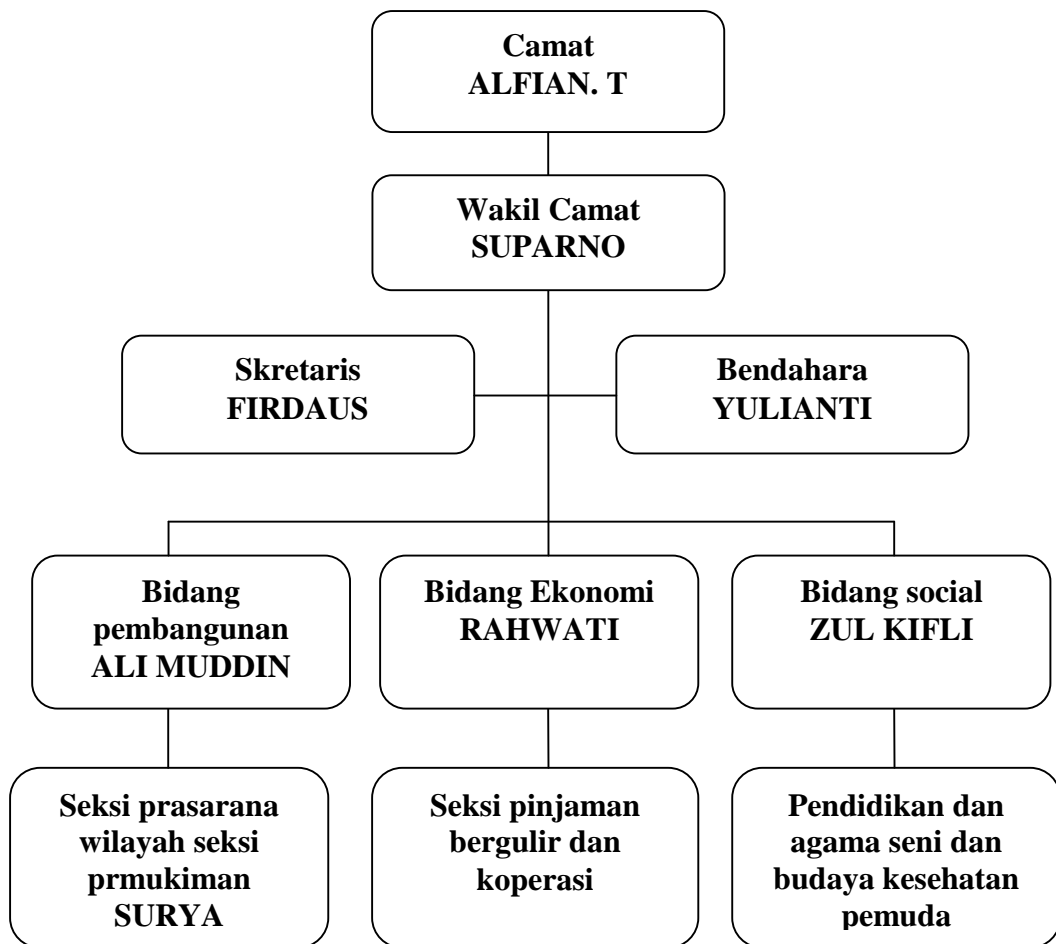 Camat
ALFIAN. T
Wakil Camat
SUPARNO
Skretaris
FIRDAUS
Bendahara
YULIANTI
Bidang
pembangunan
ALI MUDDIN
Bidang Ekonomi
RAHWATI
Bidang social
ZUL KIFLI
Seksi prasarana
wilayah seksi
prmukiman
SURYA
Seksi pinjaman
bergulir dan
koperasi
Pendidikan dan
agama seni dan
budaya kesehatan
pemuda